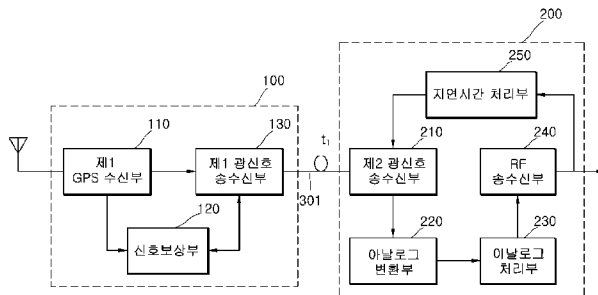 200
250
지연시간 처리부
100
110
130
t₁
210
240
제1
GPS 수신부
제1 광신호
송수신부
제2 광신호
송수신부
RF
송수신부
301
120
220
230
신호보상부
아날로그
변환부
아날로그
처리부